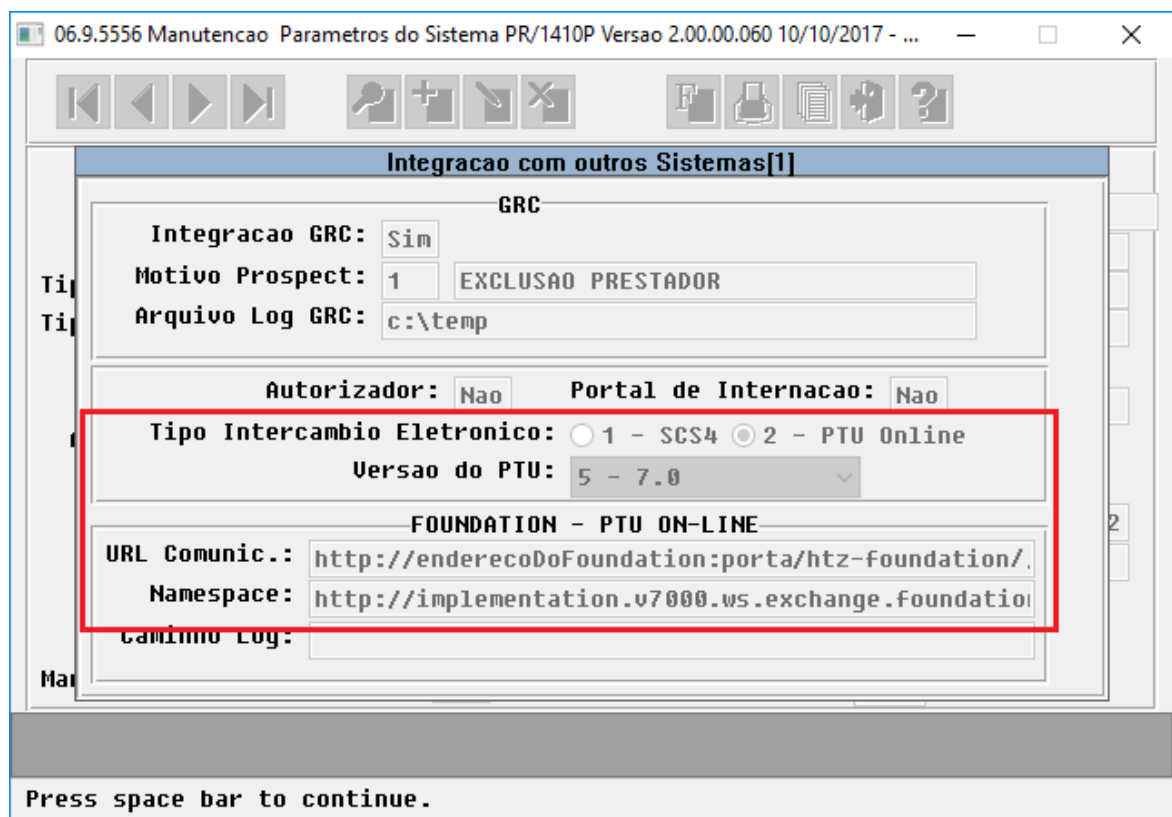 06.9.5556 Manutencao Parametros do Sistema PR/1410P Versao 2.00.00.060 10/10/2017 - ...
F ?
Integracao com outros Sistemas[1]
GRC
Integracao GRC: Sim
Motivo Prospect: 1 EXCLUSAO PRESTADOR
Tip
Arquivo Log GRC: c:\temp
Tip
Autorizador: Nao Portal de Internacao: Nao
Tipo Intercambio Eletronico: 1 - SCS4 2 - PTU Online
Versao do PTU: 5 - 7.0
FOUNDATION - PTU ON-LINE
2
URL Comunic.: http://enderecoDoFoundation:porta/htz-foundation/
Namespace: http://implementation.v7000.ws.exchange.foundation
Caminho Log:
Man
Press space bar to continue.